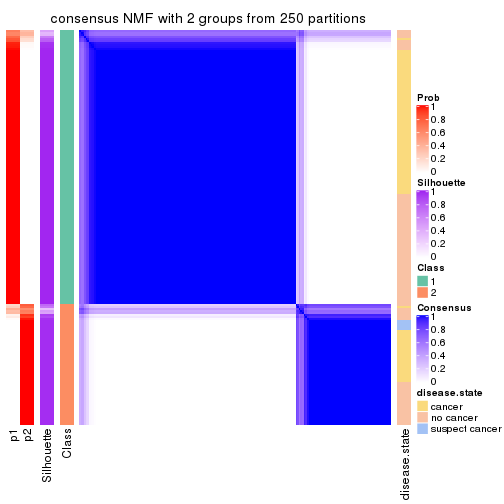 consensus NMF with 2 groups from 250 partitions
Prob
1
0.8
0.6
0.4
0.2
0
Silhouette
1
0.8
0.6
0.4
0.2
0
Class
1
2
Consensus
1
0.8
0.6
0.4
0.2
0
disease.state
cancer
no cancer
suspect cancer
p1
p2
Silhouette
Class
disease.state